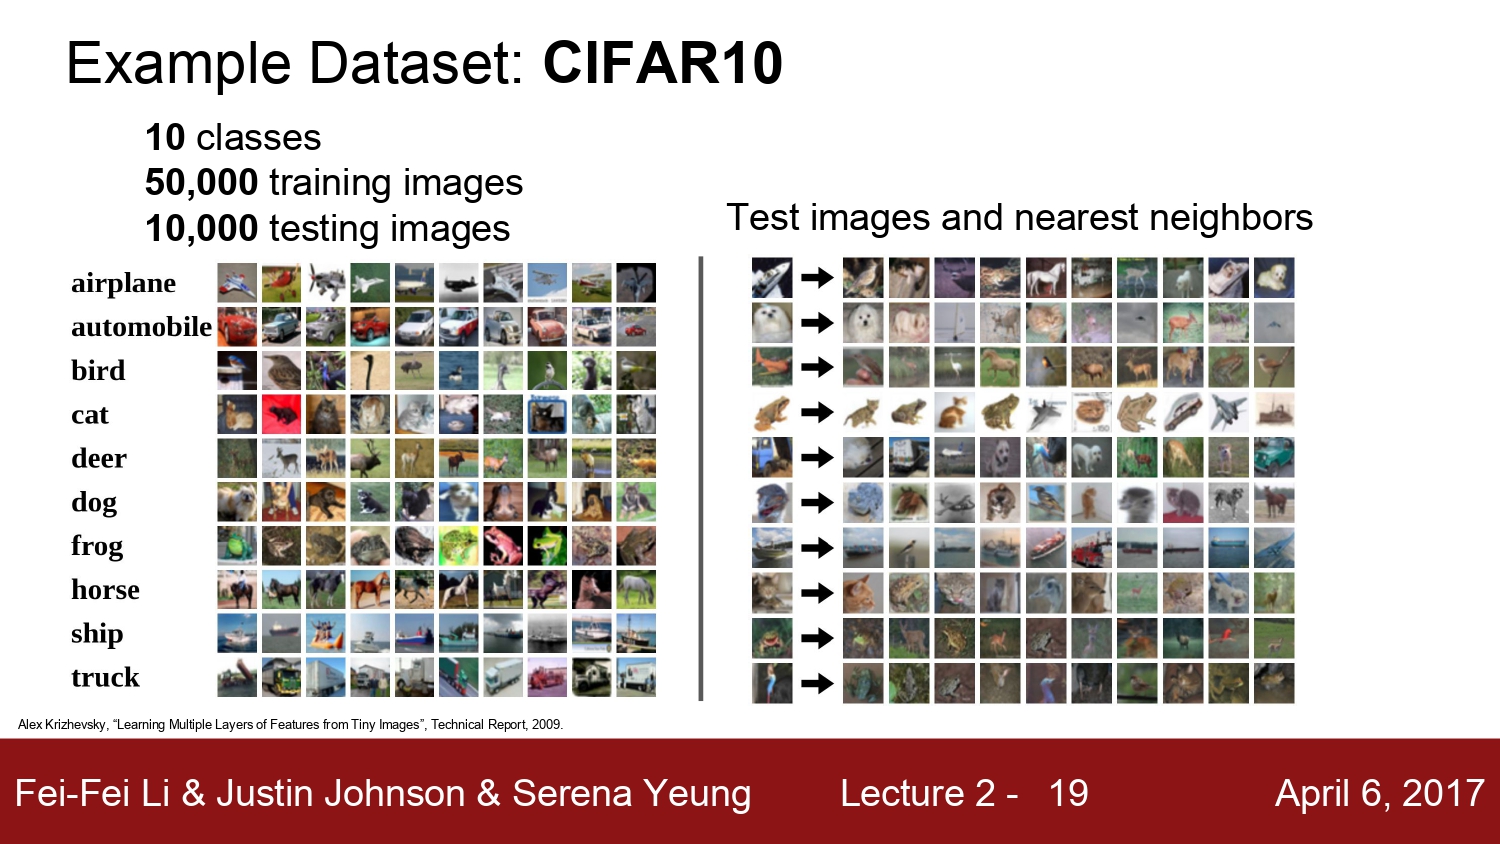 Example Dataset: CIFAR10
10 classes
50,000 training images
10,000 testing images
airplane
automobile
bird
cat
deer
dog
frog
horse
ship
truck
Test images and nearest neighbors
Alex Krizhevsky, “Learning Multiple Layers of Features from Tiny Images”, Technical Report, 2009.
Fei-Fei Li & Justin Johnson & Serena Yeung Lecture 2 - 19 April 6, 2017